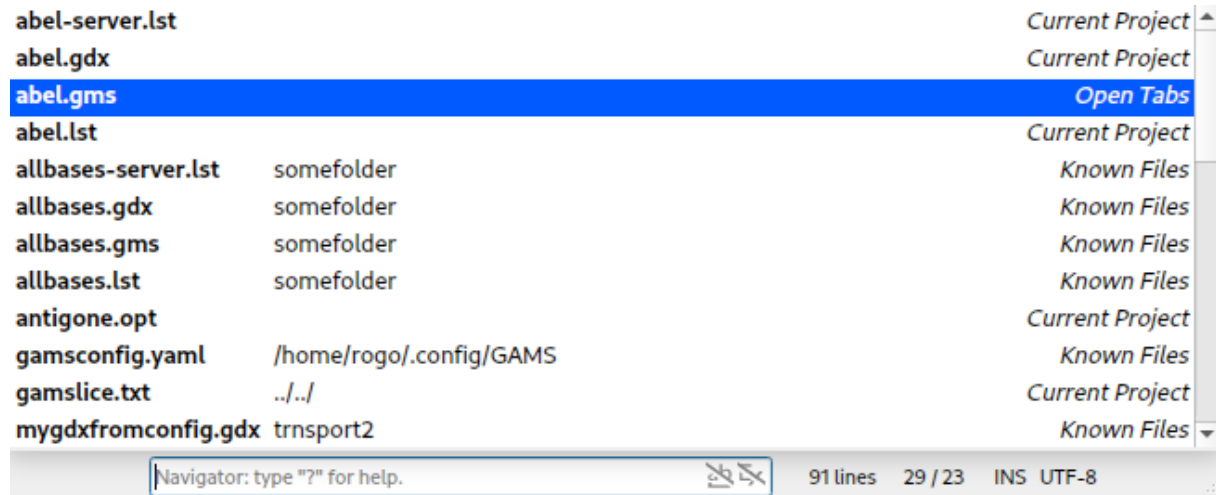 abel-server.lst Current Project
abel.gdx Current Project
abel.gms Open Tabs
abel.lst Current Project
allbases-server.lst somefolder Known Files
allbases.gdx somefolder Known Files
allbases.gms somefolder Known Files
allbases.lst somefolder Known Files
antigone.opt Current Project
gamsconfig.yaml /home/rogo/.config/GAMS Known Files
gamslice.txt ../../ Current Project
mygdxfromconfig.gdx trnsport2 Known Files
Navigator: type "?" for help. 91 lines 29 / 23 INS UTF-8